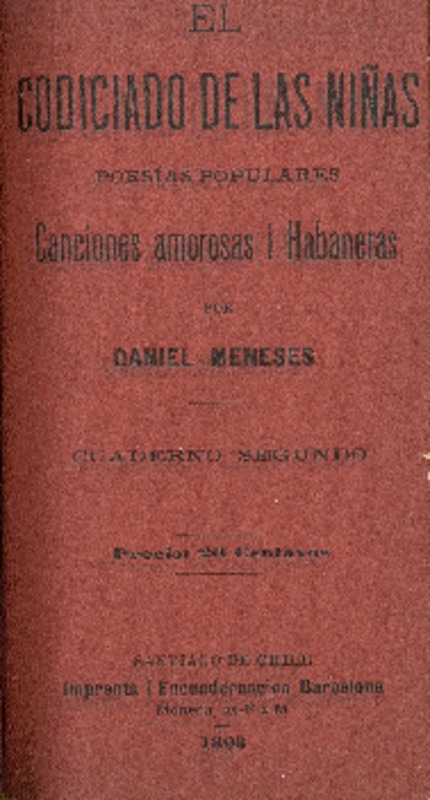 EL
CODICIADO DE LAS NIÑAS
POESÍAS POPULARES
Canciones amorosas i Habaneras
POR
DANIEL MENESES
CUADERNO SEGUNDO
Precio: Centavos
SANTIAGO DE CHILE
Imprenta i Encuadernacion Barcelona
Moneda